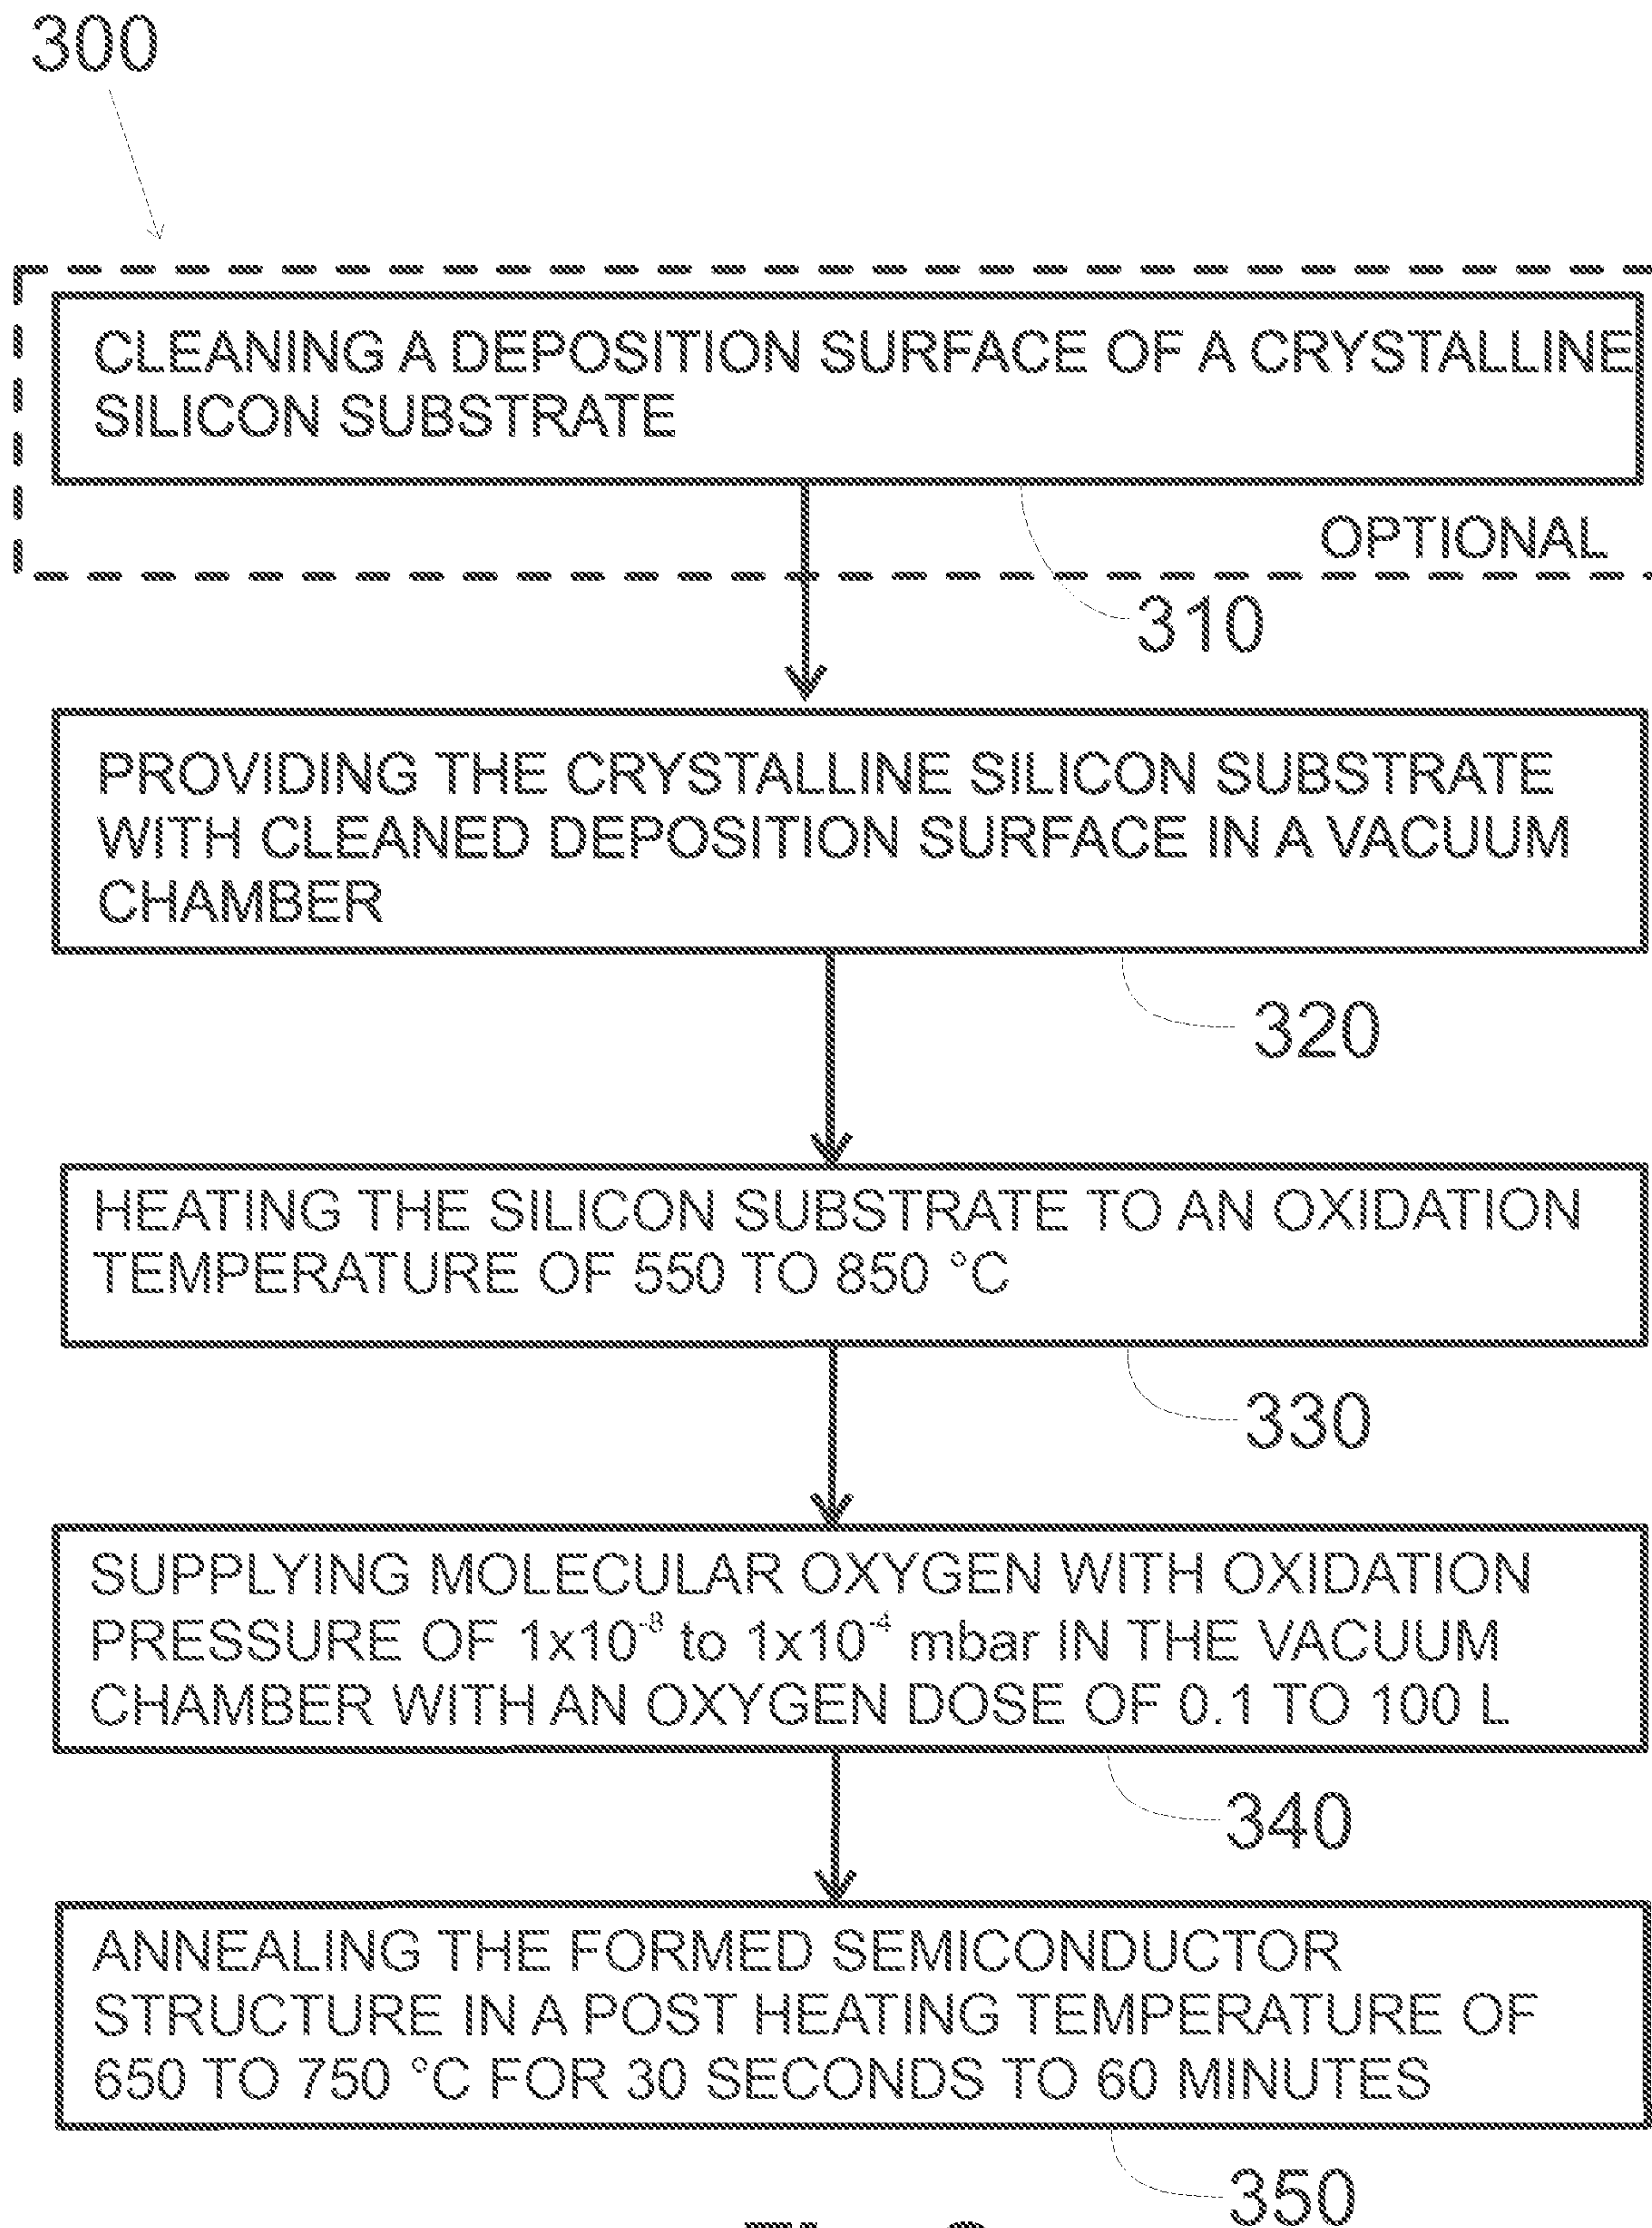 300
CLEANING A DEPOSITION SURFACE OF A CRYSTALLINE
SILICON SUBSTRATE
OPTIONAL
310
PROVIDING THE CRYSTALLINE SILICON SUBSTRATE
WITH CLEANED DEPOSITION SURFACE IN A VACUUM
CHAMBER
320
HEATING THE SILICON SUBSTRATE TO AN OXIDATION
TEMPERATURE OF 550 TO 850 °C
330
SUPPLYING MOLECULAR OXYGEN WITH OXIDATION
PRESSURE OF 1x10⁻⁸ to 1x10⁻⁴ mbar IN THE VACUUM
CHAMBER WITH AN OXYGEN DOSE OF 0.1 TO 100 L
340
ANNEALING THE FORMED SEMICONDUCTOR
STRUCTURE IN A POST HEATING TEMPERATURE OF
650 TO 750 °C FOR 30 SECONDS TO 60 MINUTES
350